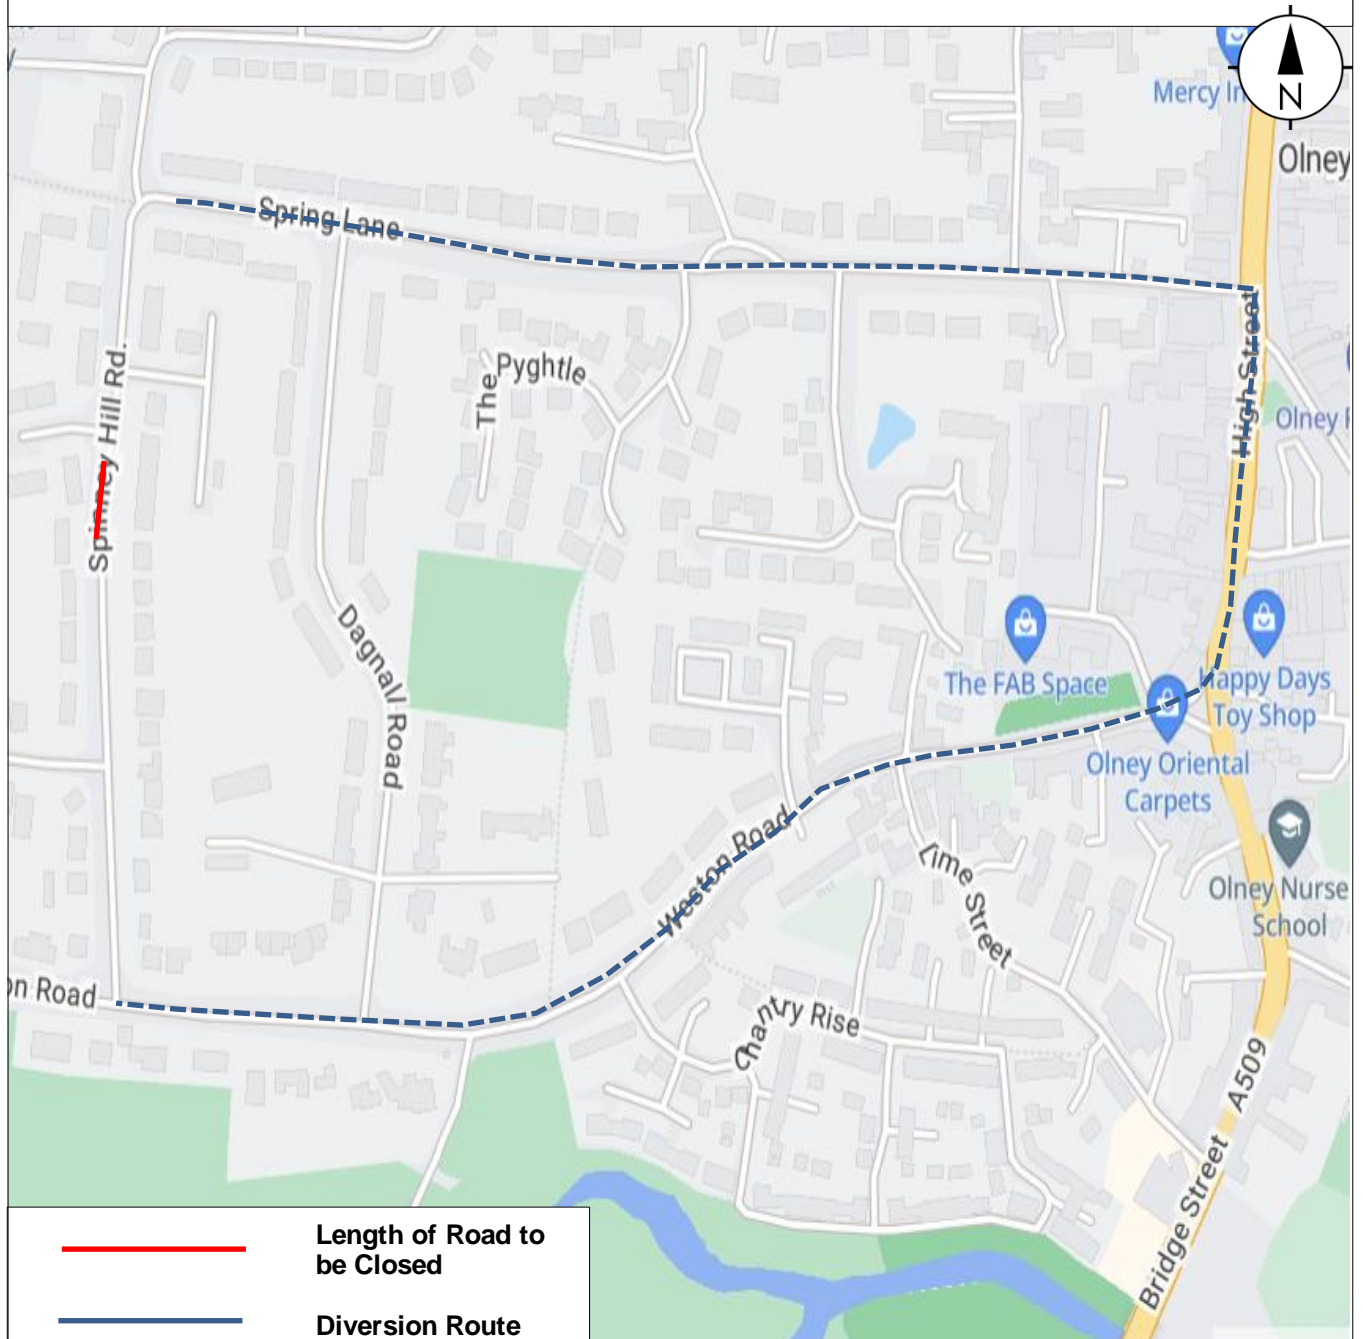 Mercy In
N
Olney
Spring Lane
High Street
Spinney Hill Rd.
The
Pyghtle
Olney
Dagnall Road
The FAB Space
Happy Days
Toy Shop
Olney Oriental
Carpets
Weston Road
Lime Street
Olney Nurse
School
on Road
Chantry Rise
A509
Bridge Street
Length of Road to
be Closed
Diversion Route